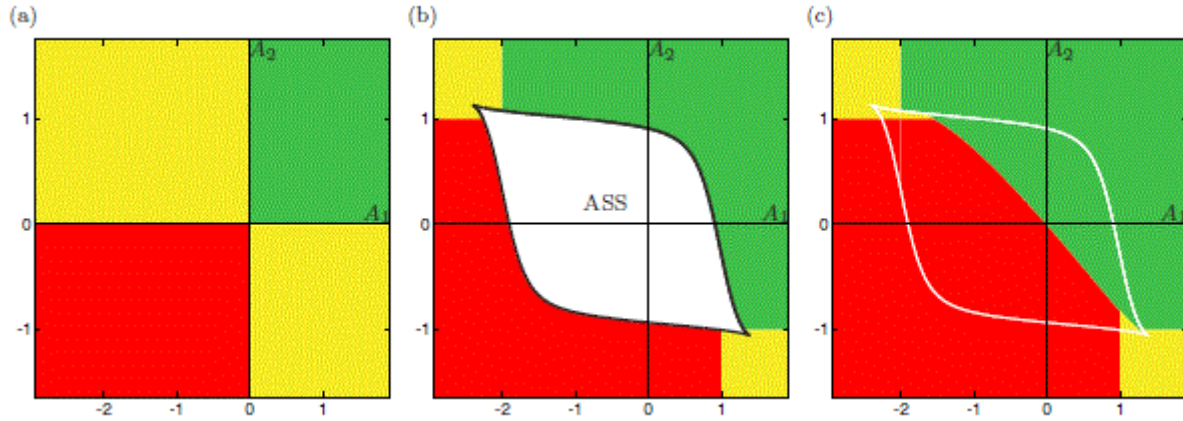 (a) (b) (c)
A₂ A₂ A₂
1 1 1
ASS
0 A₁ 0 A₁ 0 A₁
-1 -1 -1
-2 -1 0 1 -2 -1 0 1 -2 -1 0 1